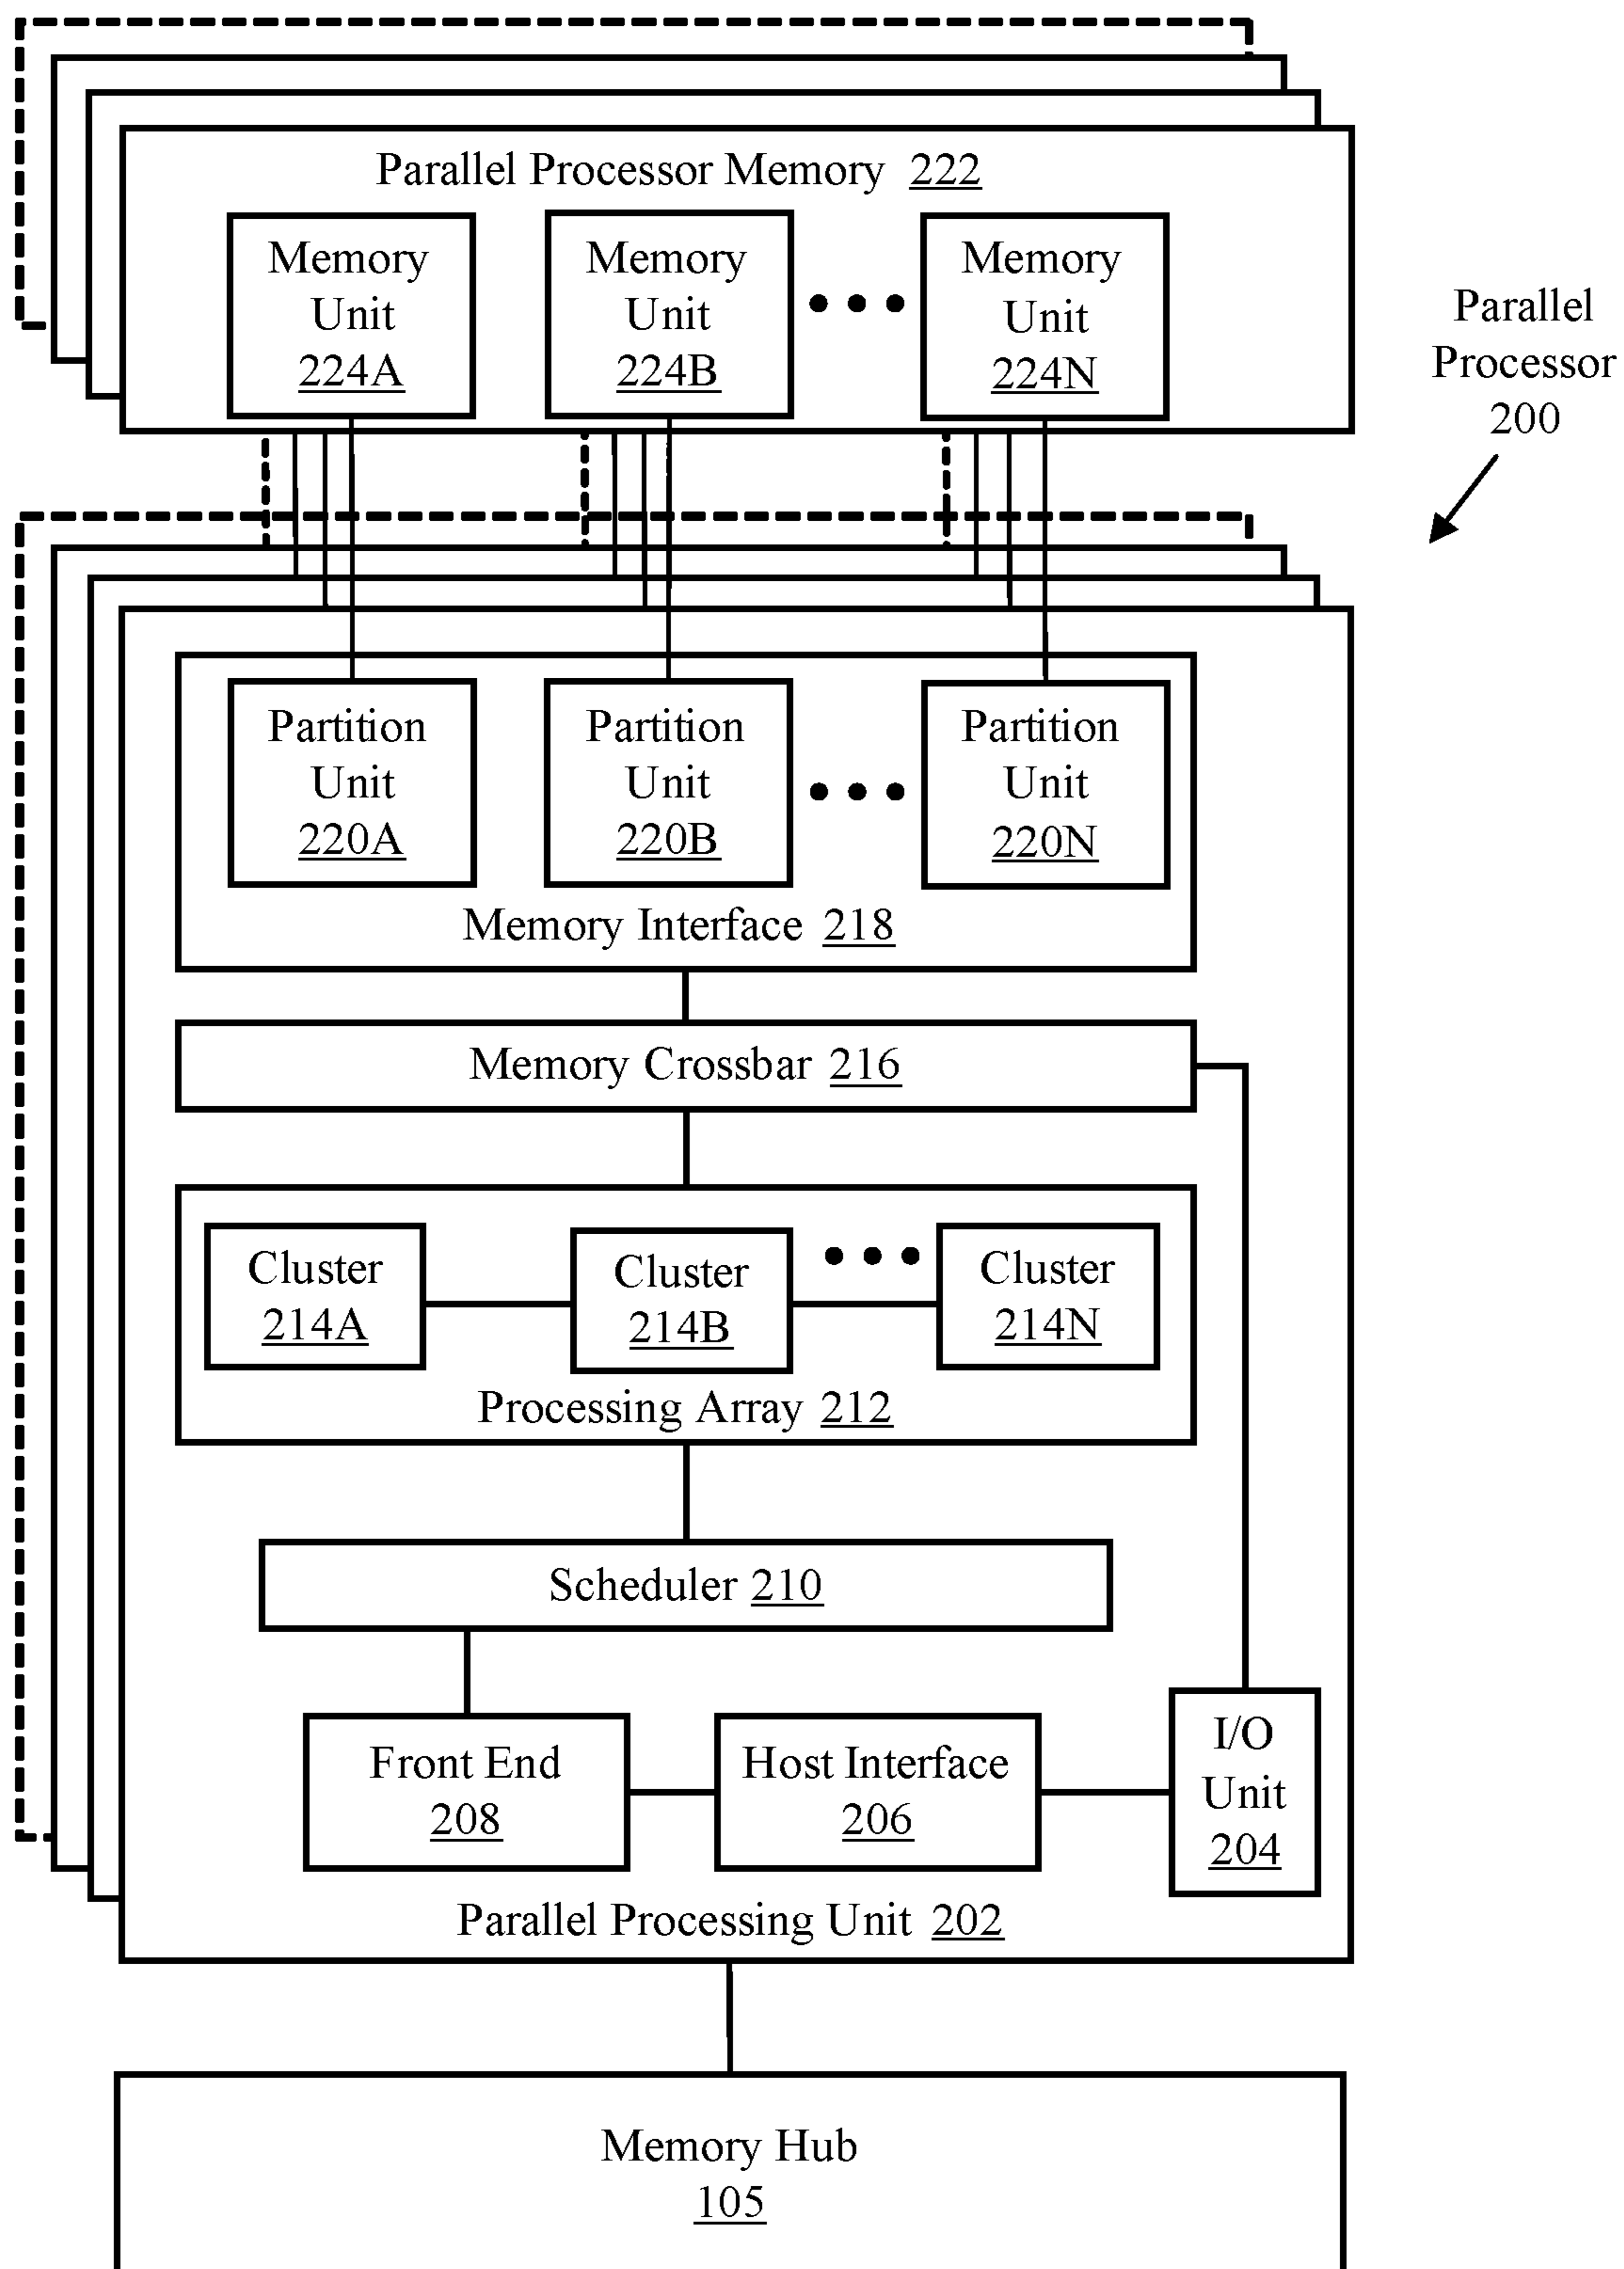 Parallel Processor Memory 222
Memory
Unit
224A
Memory
Unit
224B
Memory
Unit
224N
Parallel
Processor
200
Partition
Unit
220A
Partition
Unit
220B
Partition
Unit
220N
Memory Interface 218
Memory Crossbar 216
Cluster
214A
Cluster
214B
Cluster
214N
Processing Array 212
Scheduler 210
Front End
208
Host Interface
206
I/O
Unit
204
Parallel Processing Unit 202
Memory Hub
105